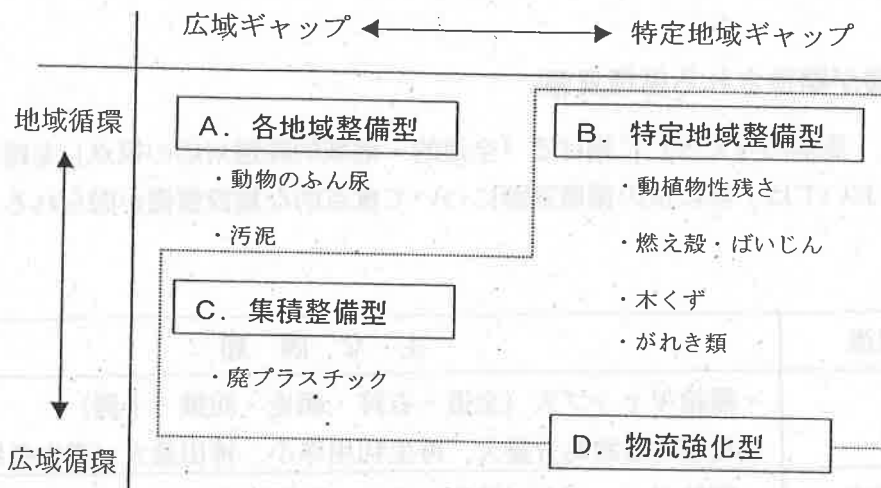 広域ギャップ
特定地域ギャップ
地域循環
広域循環
A. 各地域整備型
・動物のふん尿
・汚泥
B. 特定地域整備型
・動植物性残さ
・燃え殻・ばいじん
・木くず
・がれき類
C. 集積整備型
・廃プラスチック
D. 物流強化型